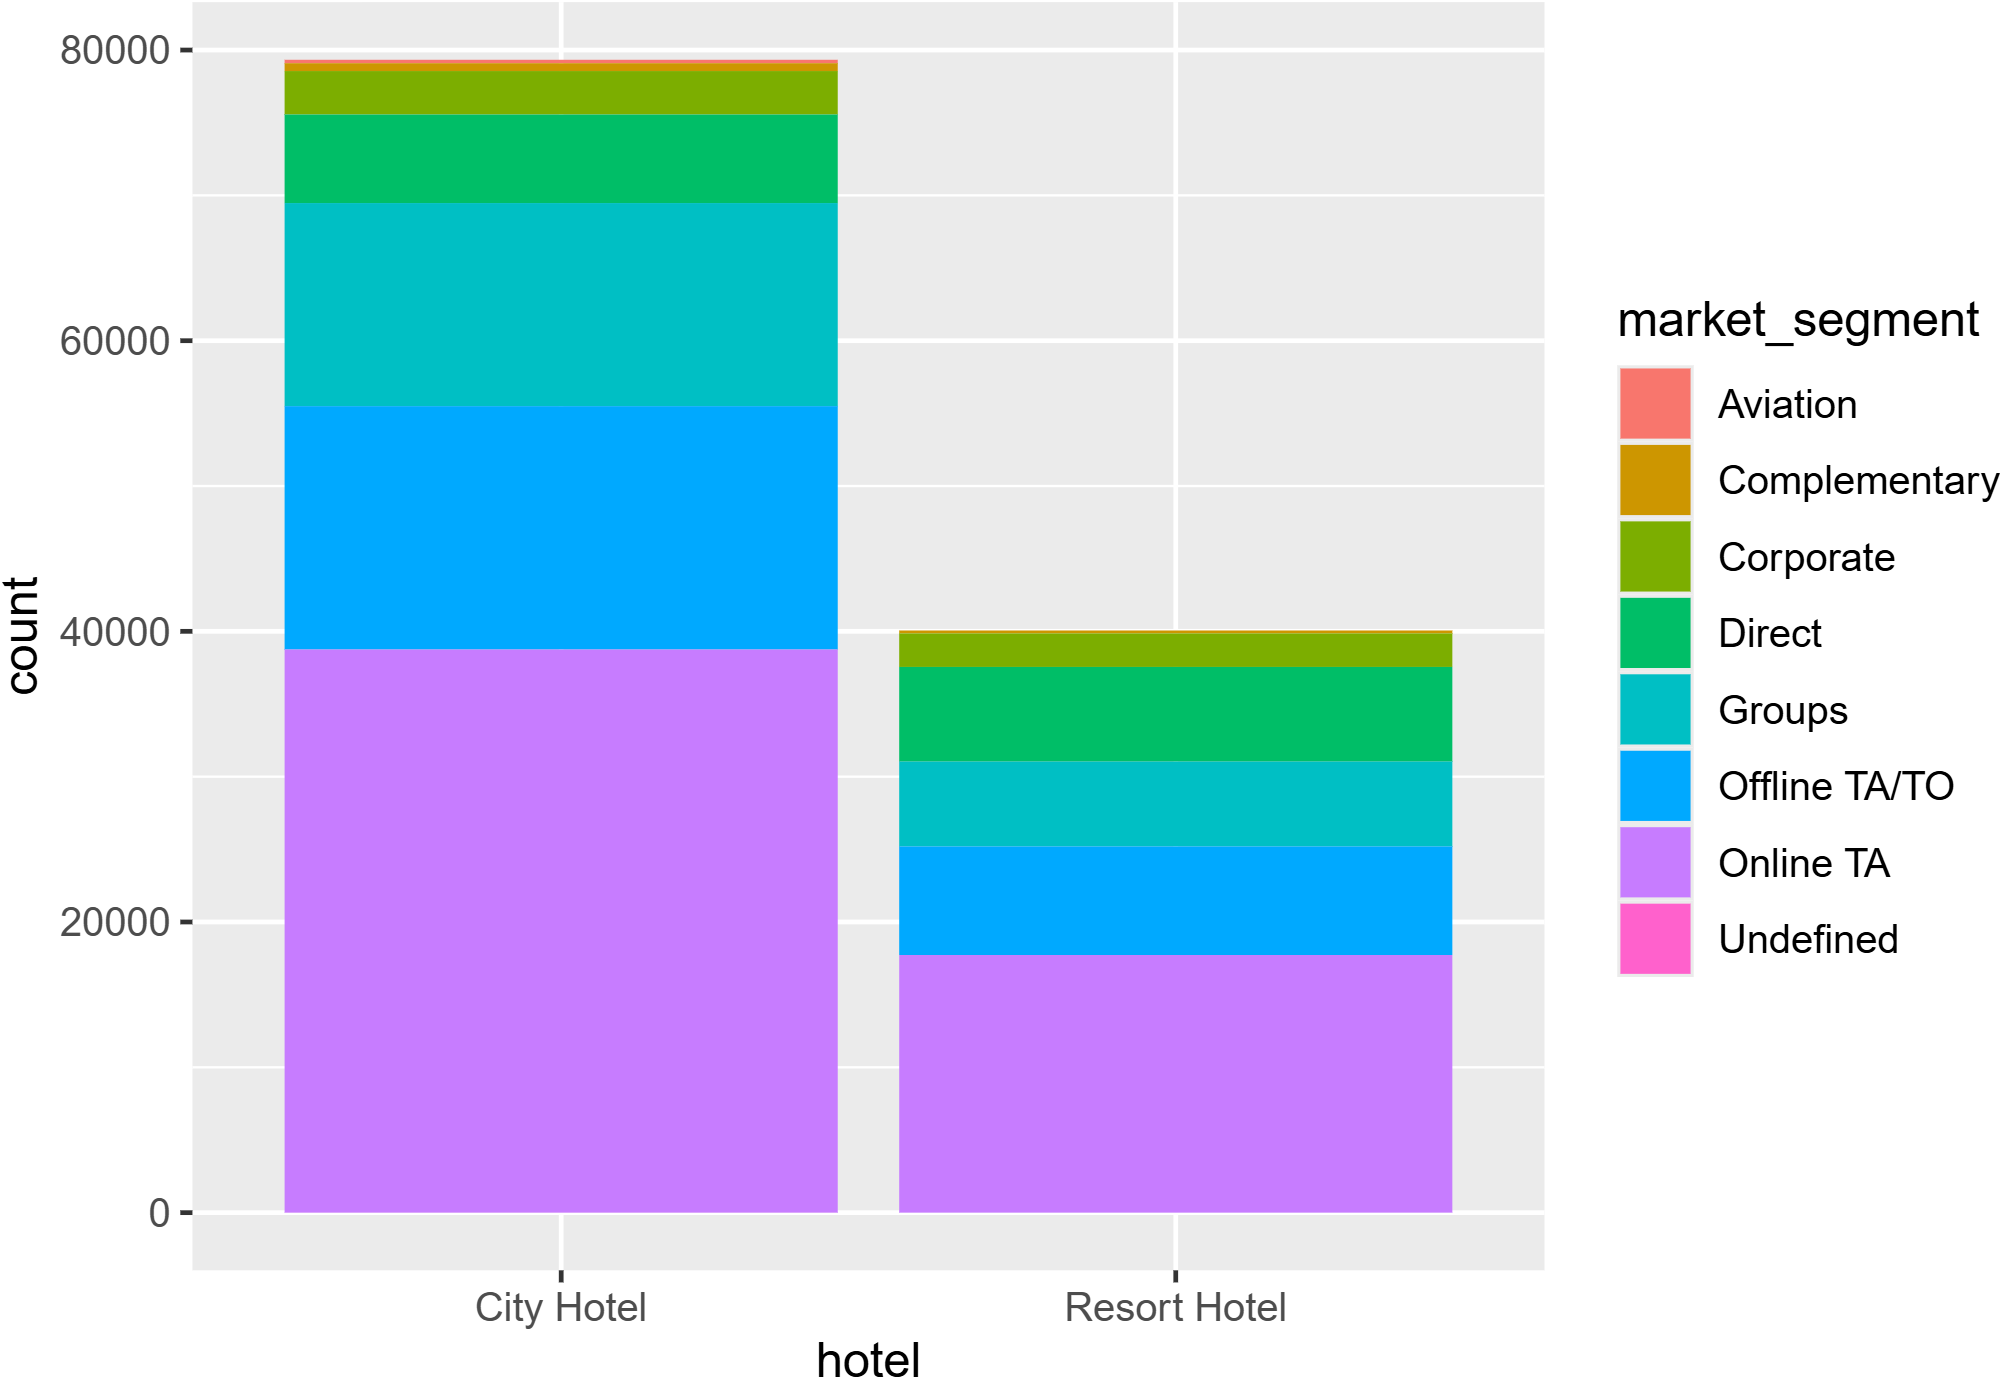 80000
60000
40000
20000
0
count
City Hotel
Resort Hotel
hotel
market_segment
Aviation
Complementary
Corporate
Direct
Groups
Offline TA/TO
Online TA
Undefined